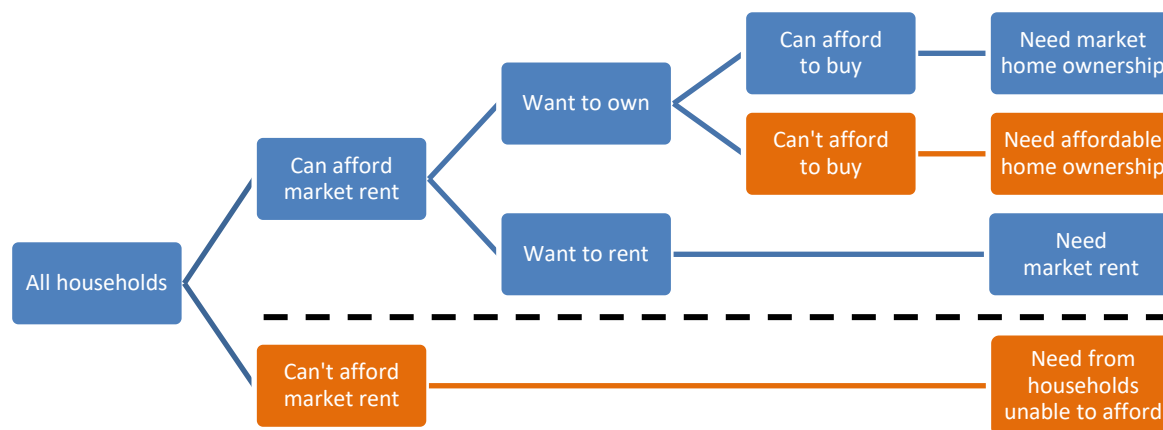 Can afford
to buy
Need market
home ownership
Want to own
Can't afford
to buy
Need affordable
home ownership
Can afford
market rent
Want to rent
Need
market rent
All households
Can't afford
market rent
Need from
households
unable to afford